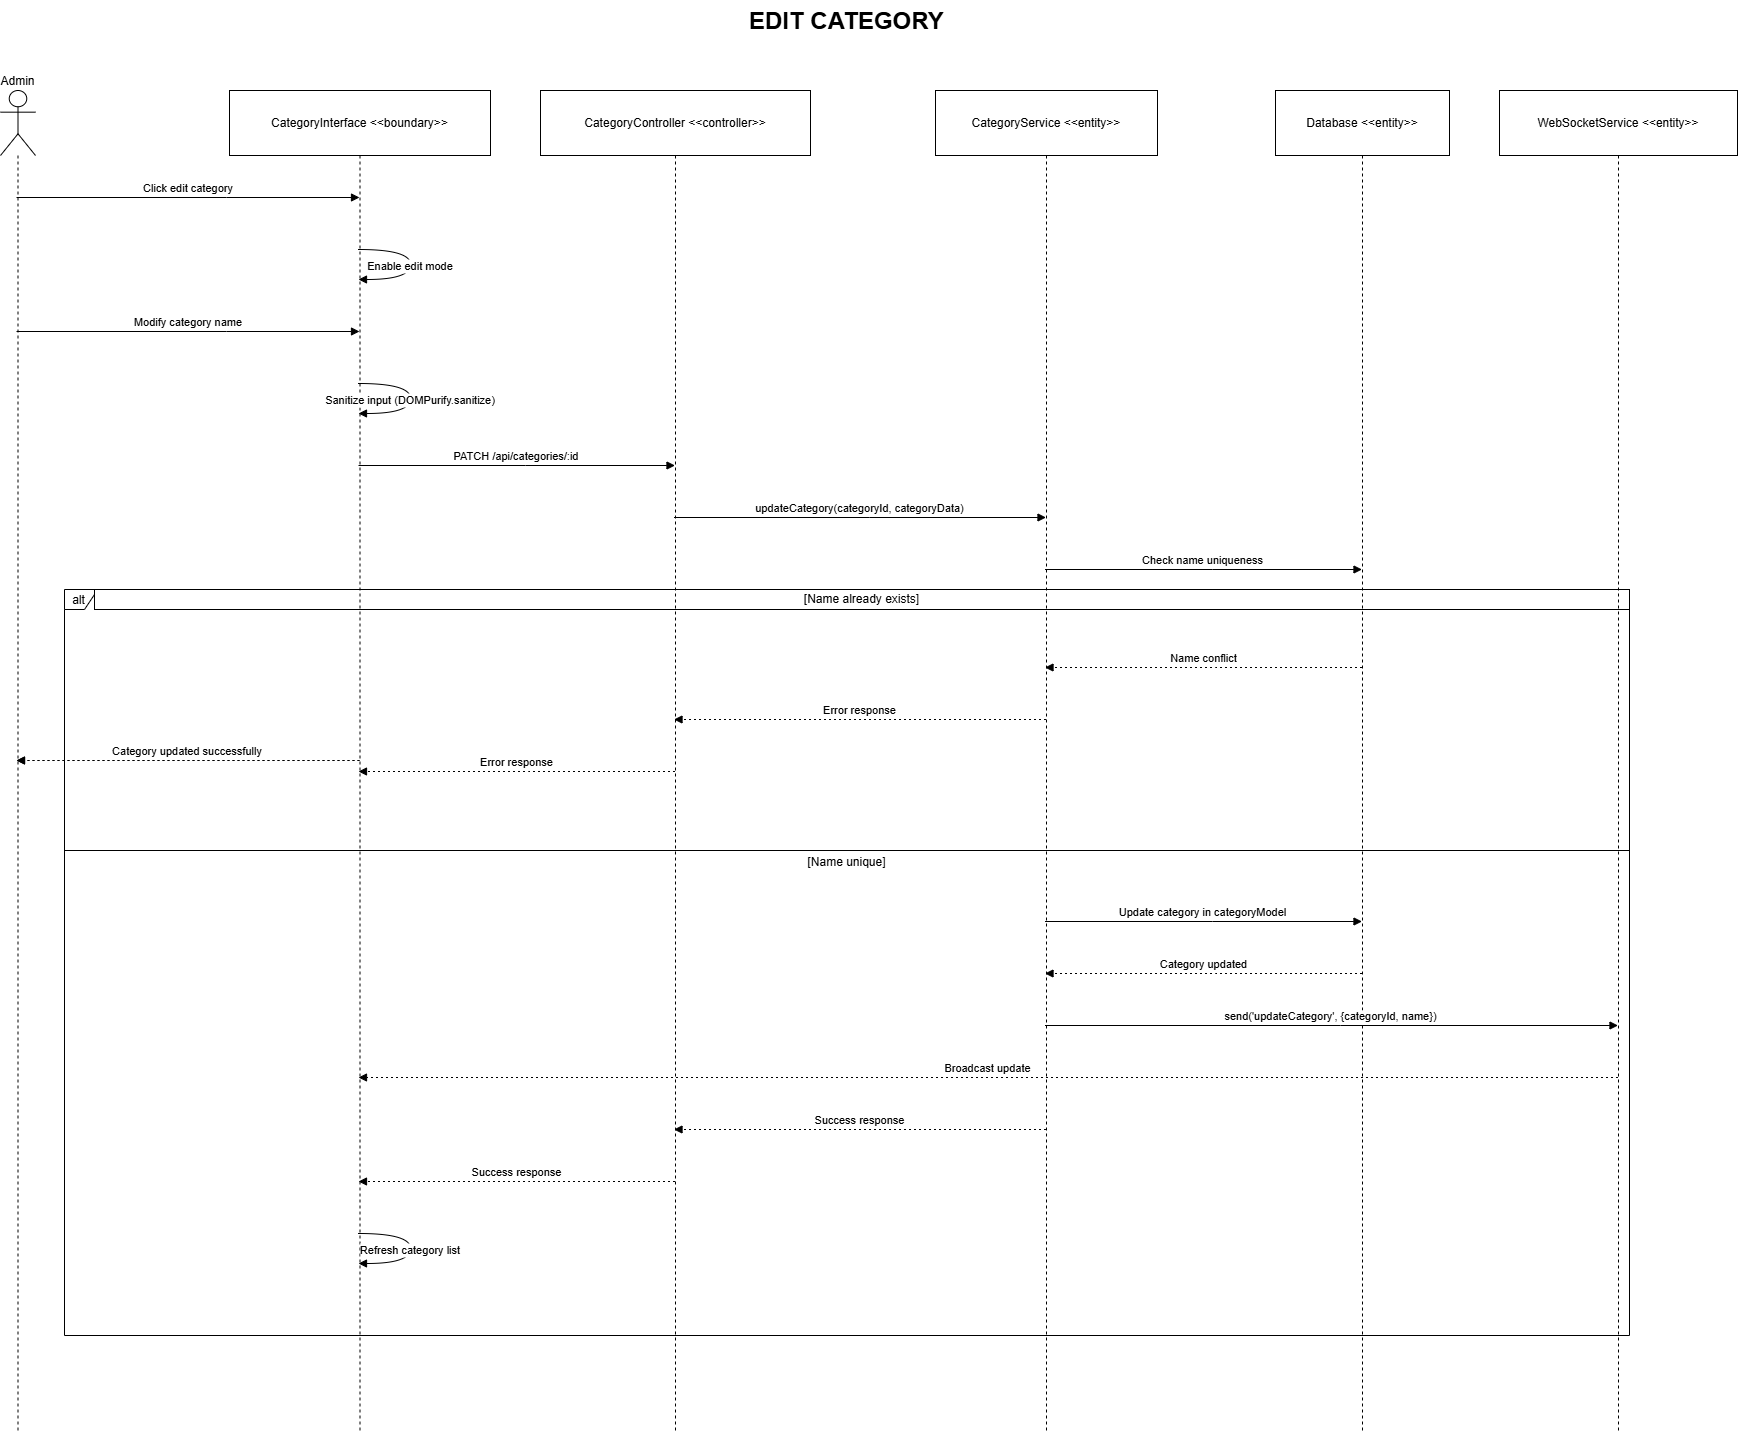 EDIT CATEGORY
Admin
CategoryInterface <<boundary>>
CategoryController <<controller>>
CategoryService <<entity>>
Database <<entity>>
WebSocketService <<entity>>
Click edit category
Enable edit mode
Modify category name
Sanitize input (DOMPurify.sanitize)
PATCH /api/categories/:id
updateCategory(categoryId, categoryData)
Check name uniqueness
alt
[Name already exists]
Name conflict
Error response
Category updated successfully
Error response
[Name unique]
Update category in categoryModel
Category updated
send('updateCategory', {categoryId, name})
Broadcast update
Success response
Success response
Refresh category list